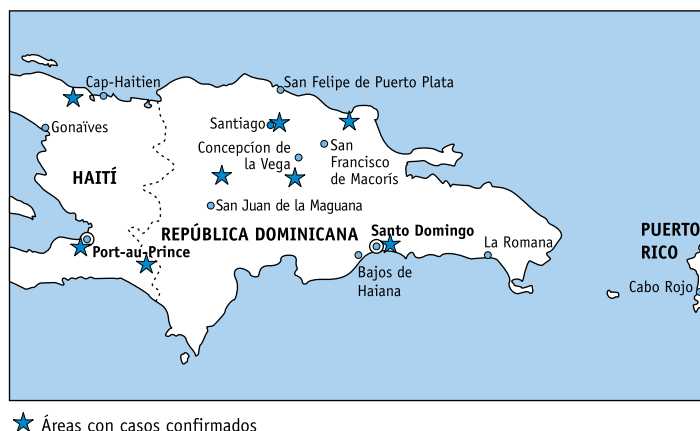 Cap-Haitien
San Felipe de Puerto Plata
Gonaïves
Santiago
Concepcíon de
la Vega
San
Francisco
de Macorís
HAITÍ
San Juan de la Maguana
REPÚBLICA DOMINICANA
Santo Domingo
Port-au-Prince
La Romana
Bajos de
Haiana
PUERTO
RICO
Cabo Rojo
Áreas con casos confirmados